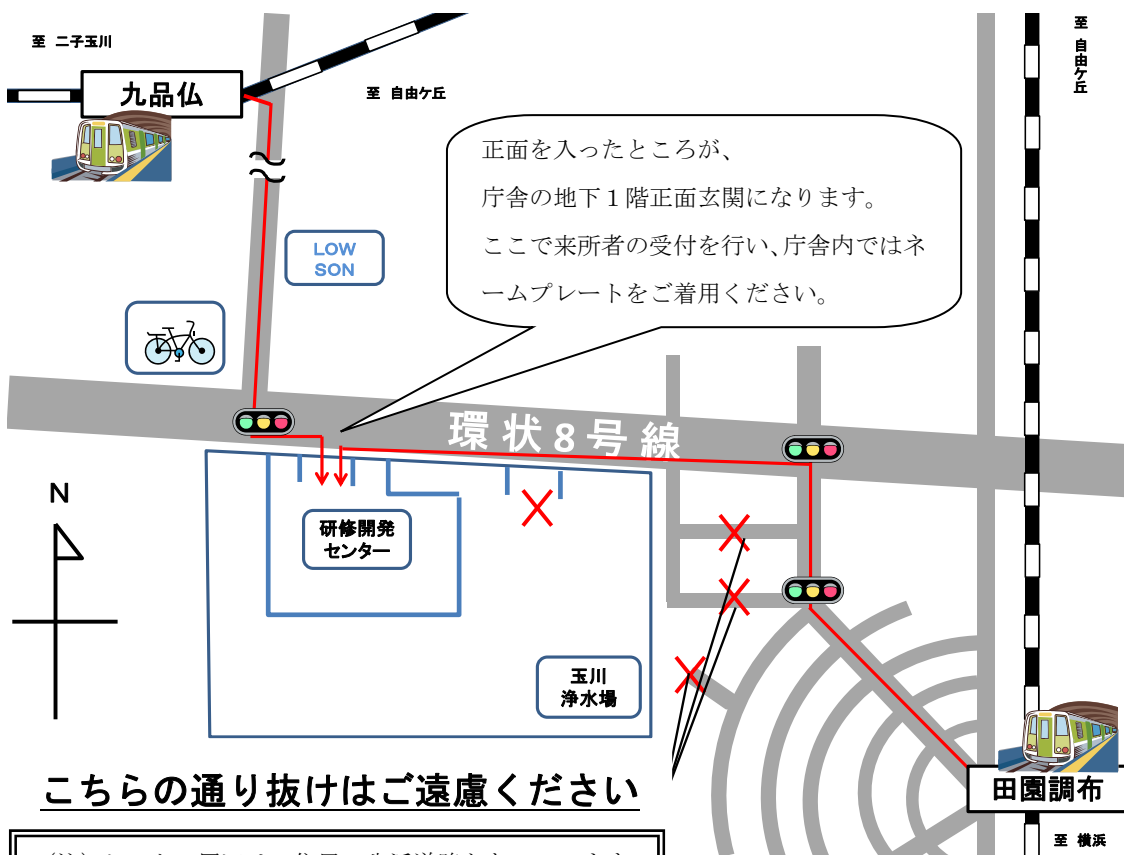 至 二子玉川
九品仏
至 自由ケ丘
至 自由ケ丘
正面を入ったところが、
庁舎の地下１階正面玄関になります。
ここで来所者の受付を行い、庁舎内ではネ
ームプレートをご着用ください。
LOW
SON
環状８号線
N
研修開発
センター
玉川
浄水場
こちらの通り抜けはご遠慮ください
田園調布
至 横浜